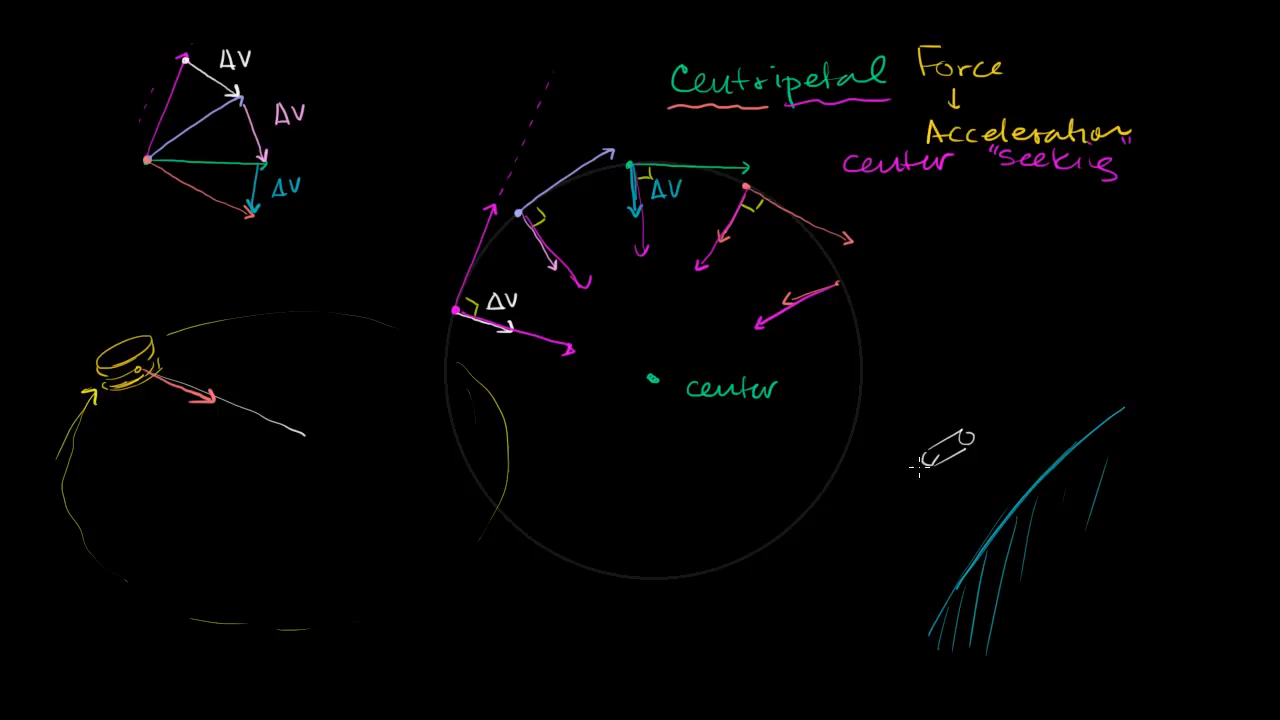 ΔV
ΔV
ΔV
Centripetal Force
↓
Acceleration
center "seeking"
ΔV
ΔV
center